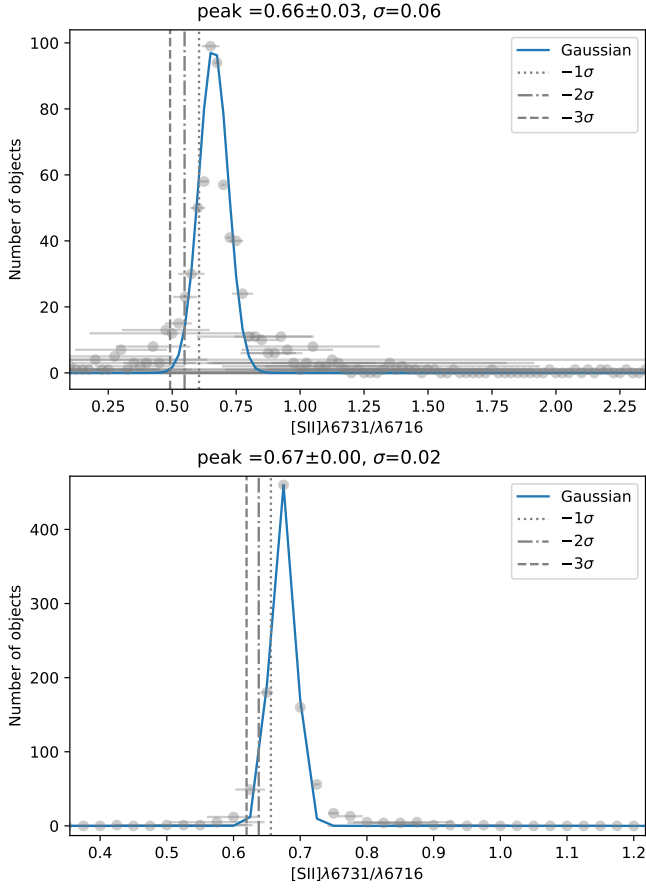 peak =0.66±0.03, σ=0.06
100
80
60
40
20
0
Number of objects
Gaussian
−1σ
−2σ
−3σ
0.25 0.50 0.75 1.00 1.25 1.50 1.75 2.00 2.25
[SII]λ6731/λ6716
peak =0.67±0.00, σ=0.02
400
300
200
100
0
Number of objects
Gaussian
−1σ
−2σ
−3σ
0.4 0.5 0.6 0.7 0.8 0.9 1.0 1.1 1.2
[SII]λ6731/λ6716